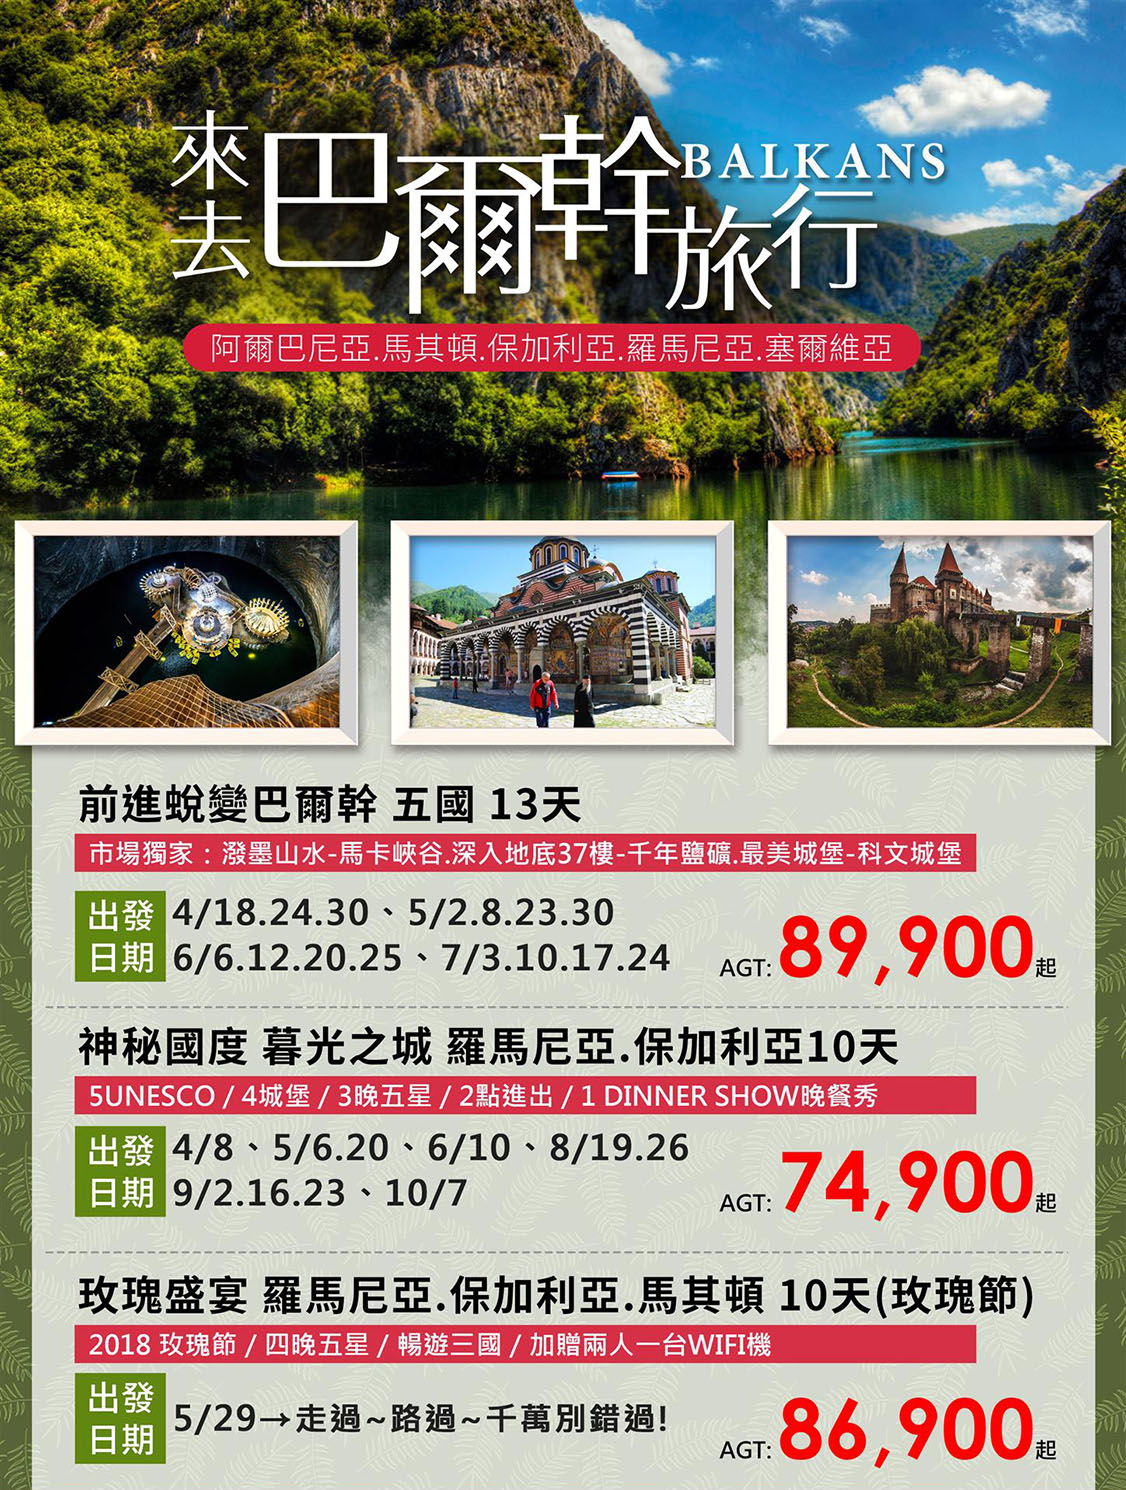 來去巴爾幹旅行
BALKANS
阿爾巴尼亞.馬其頓.保加利亞.羅馬尼亞.塞爾維亞
前進蛻變巴爾幹 五國 13天
市場獨家：潑墨山水-馬卡峽谷.深入地底37樓-千年鹽礦.最美城堡-科文城堡
出發日期
4/18.24.30、5/2.8.23.30
6/6.12.20.25、7/3.10.17.24
AGT: 89,900起
神秘國度 暮光之城 羅馬尼亞.保加利亞10天
5UNESCO / 4城堡 / 3晚五星 / 2點進出 / 1 DINNER SHOW晚餐秀
出發日期
4/8、5/6.20、6/10、8/19.26
9/2.16.23、10/7
AGT: 74,900起
玫瑰盛宴 羅馬尼亞.保加利亞.馬其頓 10天(玫瑰節)
2018 玫瑰節 / 四晚五星 / 暢遊三國 / 加贈兩人一台WIFI機
出發日期
5/29→走過~路過~千萬別錯過!
AGT: 86,900起